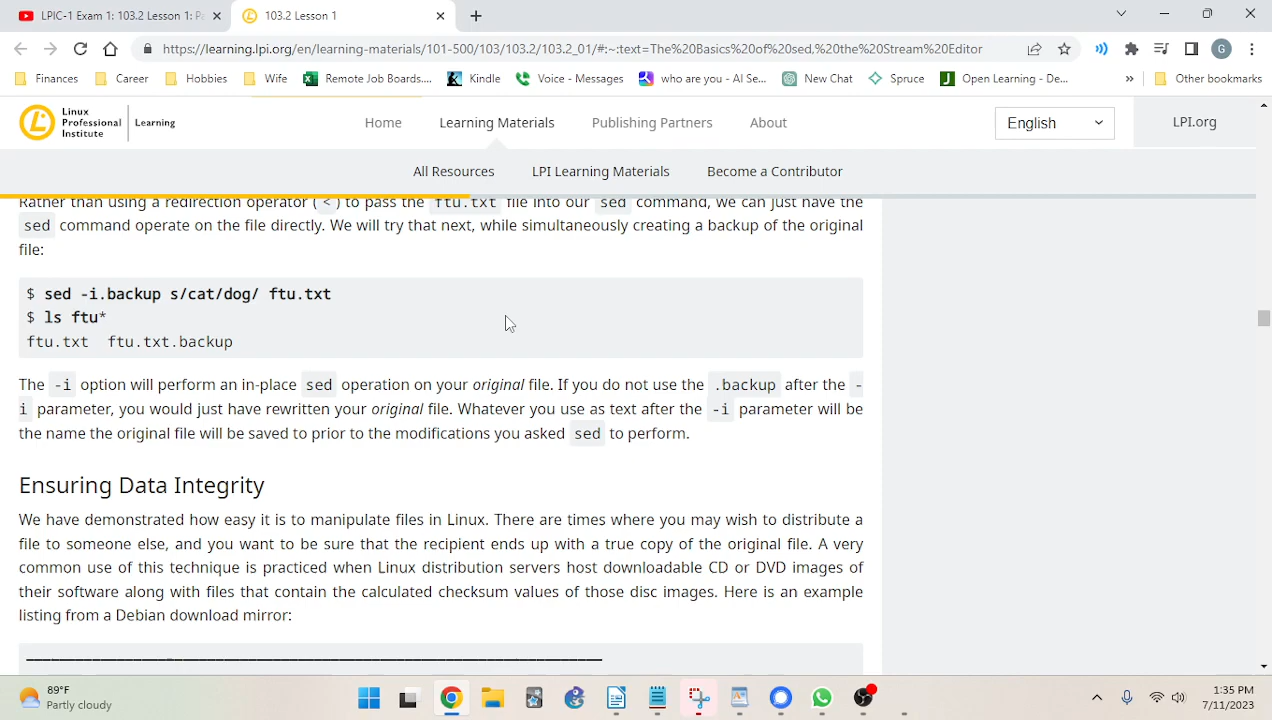 LPIC-1 Exam 1: 103.2 Lesson 1: Pa
103.2 Lesson 1
https://learning.lpi.org/en/learning-materials/101-500/103/103.2/103.2_01/#:~:text=The%20Basics%20of%20sed,%20the%20Stream%20Editor
G
Finances Career Hobbies Wife Remote Job Boards.... Kindle Voice - Messages who are you - AI Se... New Chat Spruce Open Learning - De... » Other bookmarks
Linux Professional Institute Learning
Home Learning Materials Publishing Partners About English LPI.org
All Resources LPI Learning Materials Become a Contributor
Rather than using a redirection operator ( < ) to pass the ftu.txt file into our sed command, we can just have the
sed command operate on the file directly. We will try that next, while simultaneously creating a backup of the original
file:
$ sed -i.backup s/cat/dog/ ftu.txt
$ ls ftu*
ftu.txt ftu.txt.backup
The -i option will perform an in-place sed operation on your original file. If you do not use the .backup after the -
i parameter, you would just have rewritten your original file. Whatever you use as text after the -i parameter will be
the name the original file will be saved to prior to the modifications you asked sed to perform.
Ensuring Data Integrity
We have demonstrated how easy it is to manipulate files in Linux. There are times where you may wish to distribute a
file to someone else, and you want to be sure that the recipient ends up with a true copy of the original file. A very
common use of this technique is practiced when Linux distribution servers host downloadable CD or DVD images of
their software along with files that contain the calculated checksum values of those disc images. Here is an example
listing from a Debian download mirror:
89°F
Partly cloudy
1:35 PM
7/11/2023